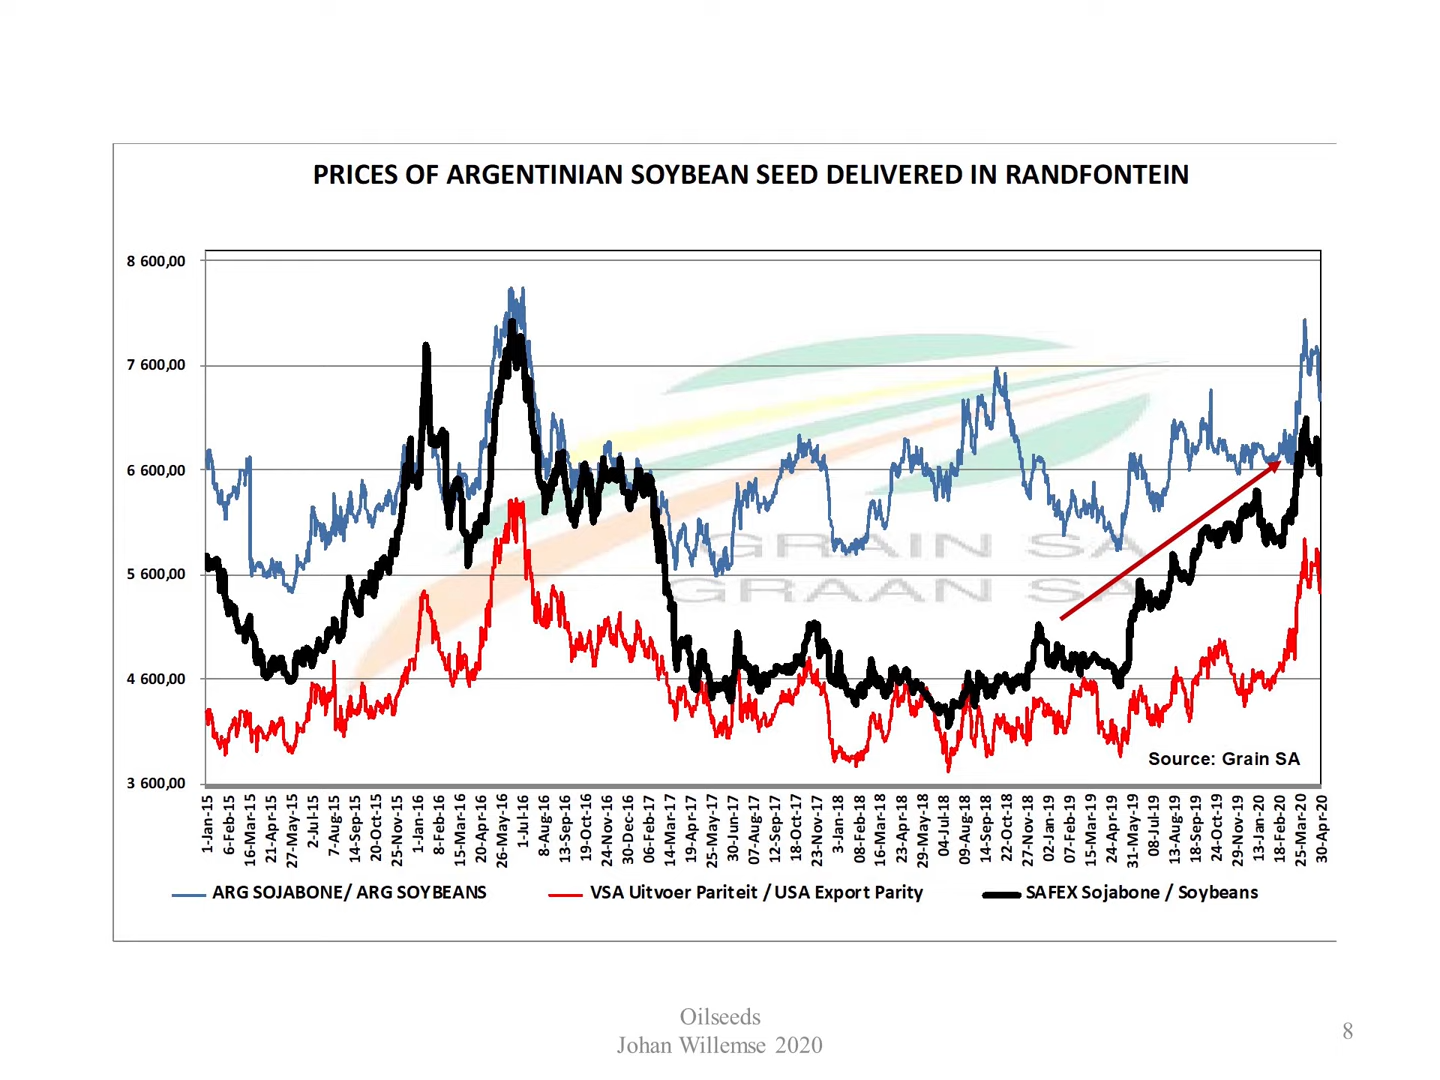 PRICES OF ARGENTINIAN SOYBEAN SEED DELIVERED IN RANDFONTEIN
8 600,00
7 600,00
6 600,00
5 600,00
4 600,00
3 600,00
GRAIN SA
GRAAN SA
Source: Grain SA
1-Jan-15
6-Feb-15
16-Mar-15
21-Apr-15
27-May-15
2-Jul-15
7-Aug-15
14-Sep-15
20-Oct-15
25-Nov-15
1-Jan-16
8-Feb-16
15-Mar-16
20-Apr-16
26-May-16
1-Jul-16
8-Aug-16
13-Sep-16
19-Oct-16
24-Nov-16
30-Dec-16
06-Feb-17
14-Mar-17
19-Apr-17
25-May-17
30-Jun-17
07-Aug-17
12-Sep-17
18-Oct-17
23-Nov-17
3-Jan-18
08-Feb-18
16-Mar-18
23-Apr-18
29-May-18
04-Jul-18
09-Aug-18
14-Sep-18
22-Oct-18
27-Nov-18
02-Jan-19
07-Feb-19
15-Mar-19
24-Apr-19
31-May-19
08-Jul-19
13-Aug-19
18-Sep-19
24-Oct-19
29-Nov-19
13-Jan-20
18-Feb-20
25-Mar-20
30-Apr-20
ARG SOJABONE/ ARG SOYBEANS
VSA Uitvoer Pariteit / USA Export Parity
SAFEX Sojabone / Soybeans
Oilseeds
Johan Willemse 2020
8